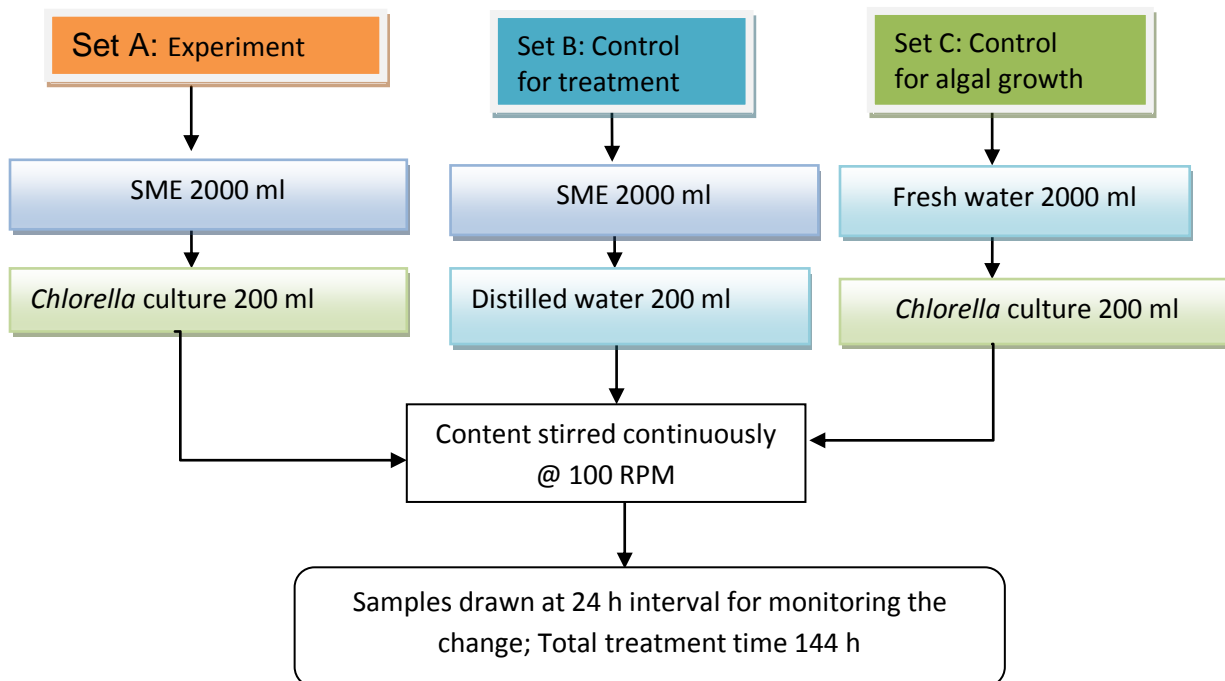 Set A: Experiment
Set B: Control
for treatment
Set C: Control
for algal growth
SME 2000 ml
SME 2000 ml
Fresh water 2000 ml
Chlorella culture 200 ml
Distilled water 200 ml
Chlorella culture 200 ml
Content stirred continuously
@ 100 RPM
Samples drawn at 24 h interval for monitoring the
change; Total treatment time 144 h